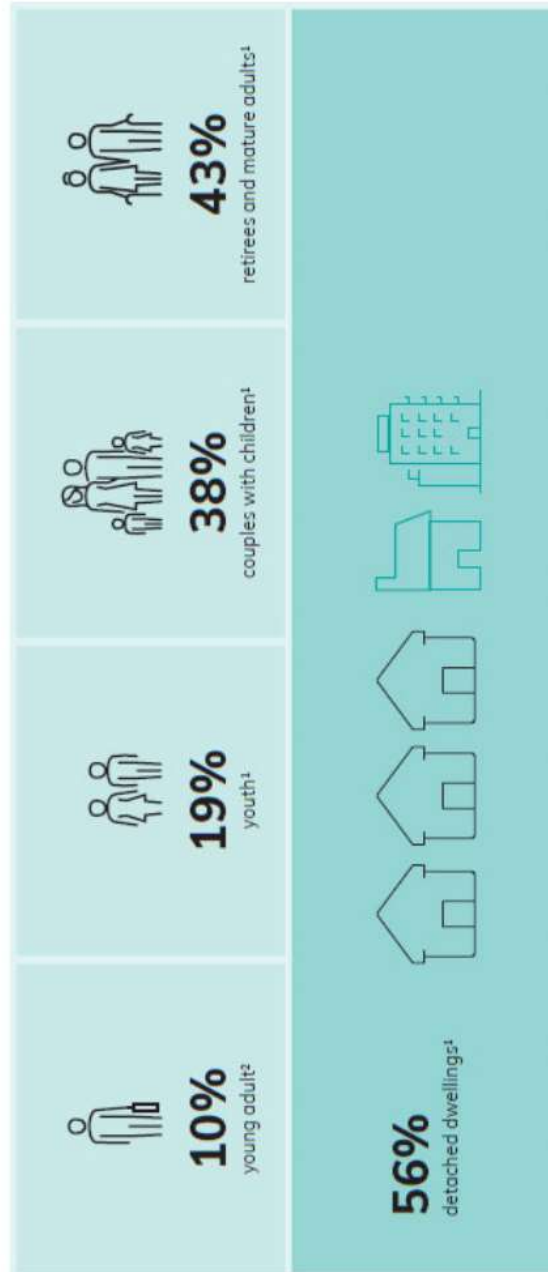 10%
young adult²
19%
youth¹
38%
couples with children¹
43%
retirees and mature adults¹
56%
detached dwellings¹